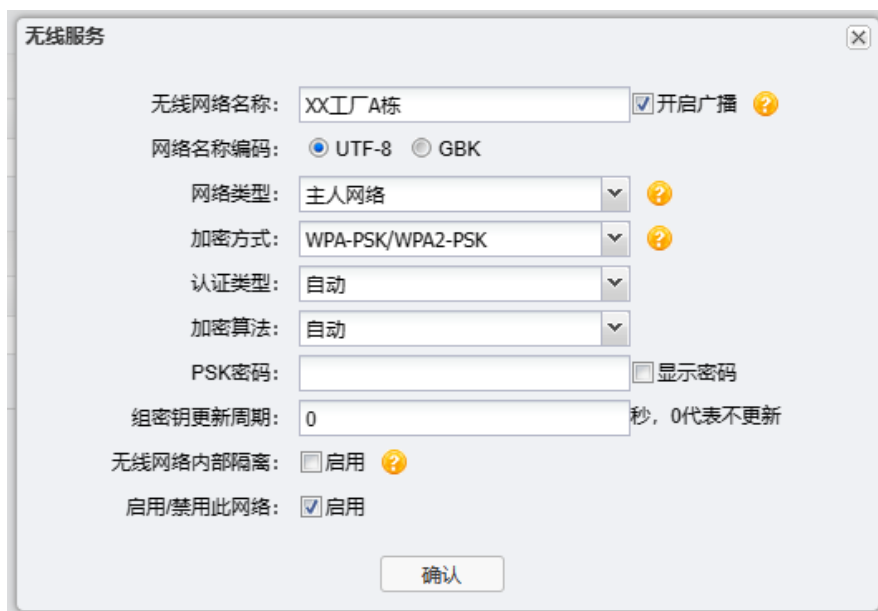 无线服务
无线网络名称： XX工厂A栋 开启广播
网络名称编码： UTF-8 GBK
网络类型： 主人网络
加密方式： WPA-PSK/WPA2-PSK
认证类型： 自动
加密算法： 自动
PSK密码： 显示密码
组密钥更新周期： 0 秒，0代表不更新
无线网络内部隔离： 启用
启用/禁用此网络： 启用
确认